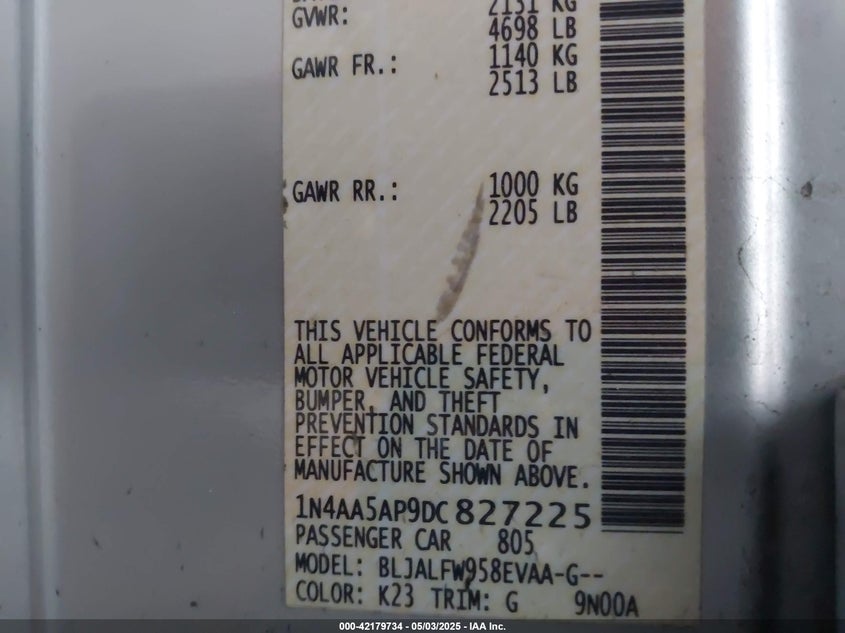 GVWR: 2131 KG
4698 LB
GAWR FR.: 1140 KG
2513 LB
GAWR RR.: 1000 KG
2205 LB
THIS VEHICLE CONFORMS TO
ALL APPLICABLE FEDERAL
MOTOR VEHICLE SAFETY,
BUMPER, AND THEFT
PREVENTION STANDARDS IN
EFFECT ON THE DATE OF
MANUFACTURE SHOWN ABOVE.
1N4AA5AP9DC827225
PASSENGER CAR 805
MODEL: BLJALFW958EVAA-G--
COLOR: K23 TRIM: G 9N00A
000-42179734 - 05/03/2025 - IAA Inc.